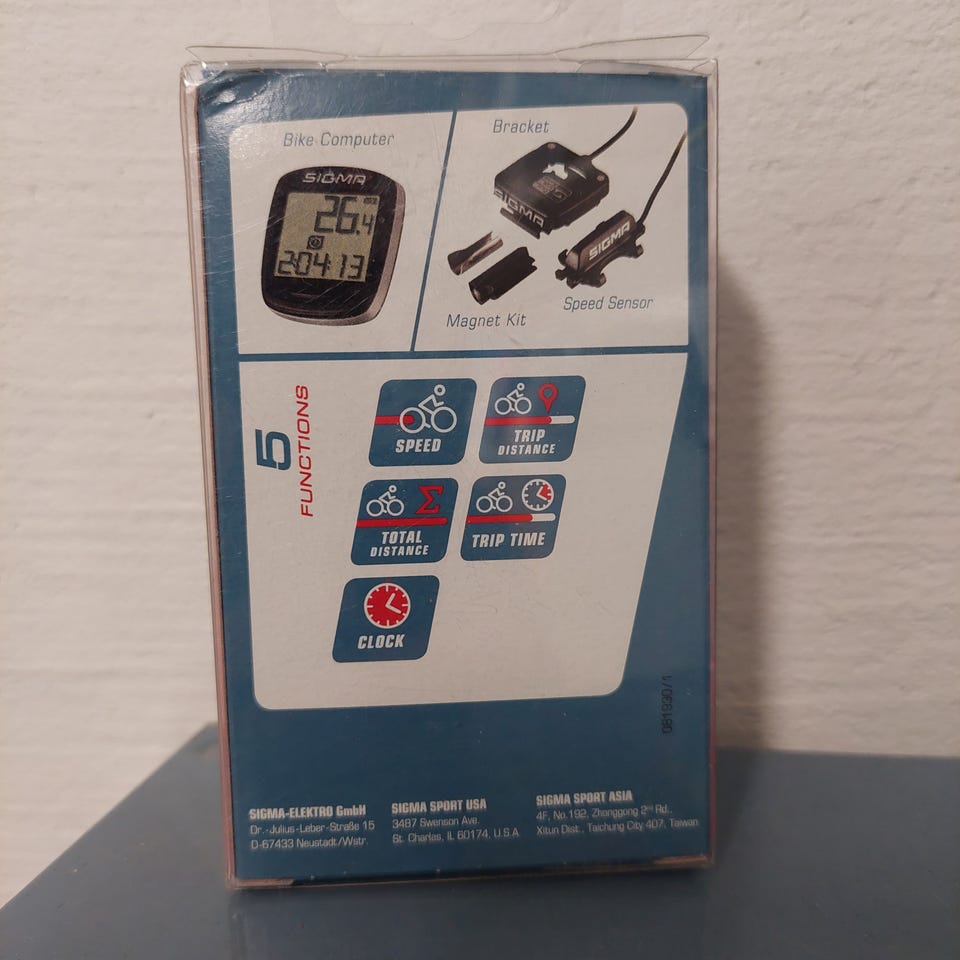 Bike Computer
SIGMA
26.4
2:04:13
Bracket
SIGMA
SIGMA
Speed Sensor
Magnet Kit
5
FUNCTIONS
SPEED
TRIP
DISTANCE
Σ
TOTAL
DISTANCE
TRIP TIME
CLOCK
081930/1
SIGMA-ELEKTRO GmbH
Dr.-Julius-Leber-Straße 15
D-67433 Neustadt/Wstr.
SIGMA SPORT USA
3487 Swenson Ave.
St. Charles, IL 60174, U.S.A
SIGMA SPORT ASIA
4F, No.192, Zhonggong 2nd Rd.,
Xitun Dist., Taichung City 407, Taiwan